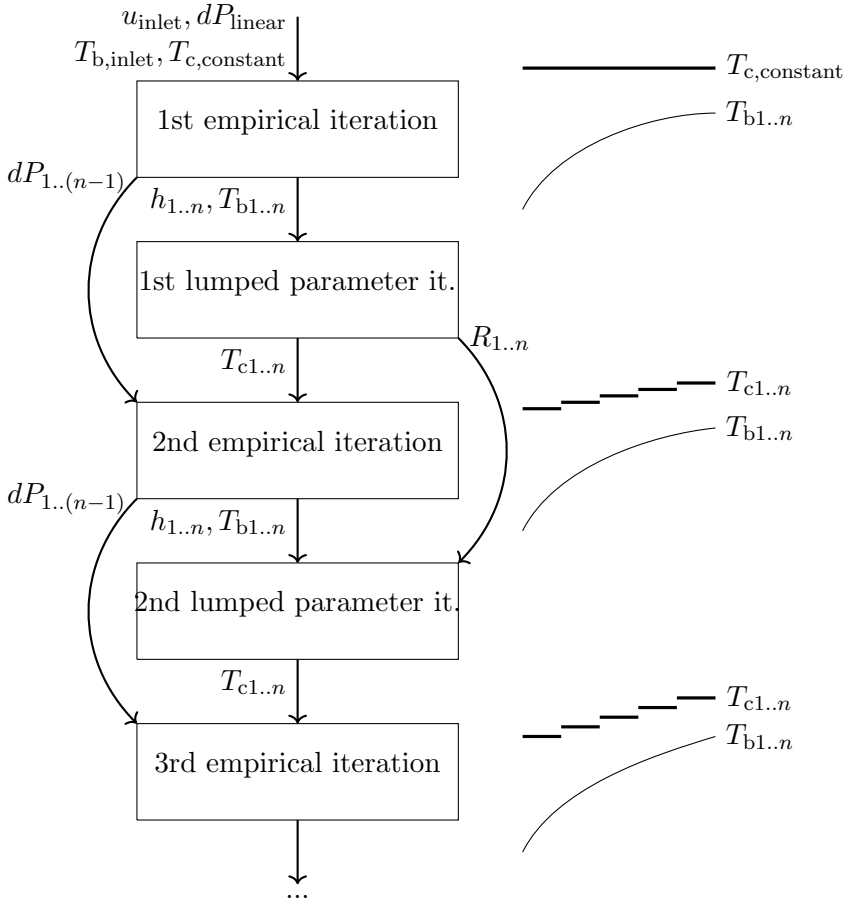 u_inlet, dP_linear
T_b,inlet, T_c,constant
T_c,constant
1st empirical iteration
T_b1..n
dP_1..(n−1)
h_1..n, T_b1..n
1st lumped parameter it.
R_1..n
T_c1..n
T_c1..n
2nd empirical iteration
T_b1..n
dP_1..(n−1)
h_1..n, T_b1..n
2nd lumped parameter it.
T_c1..n
T_c1..n
T_b1..n
3rd empirical iteration
...